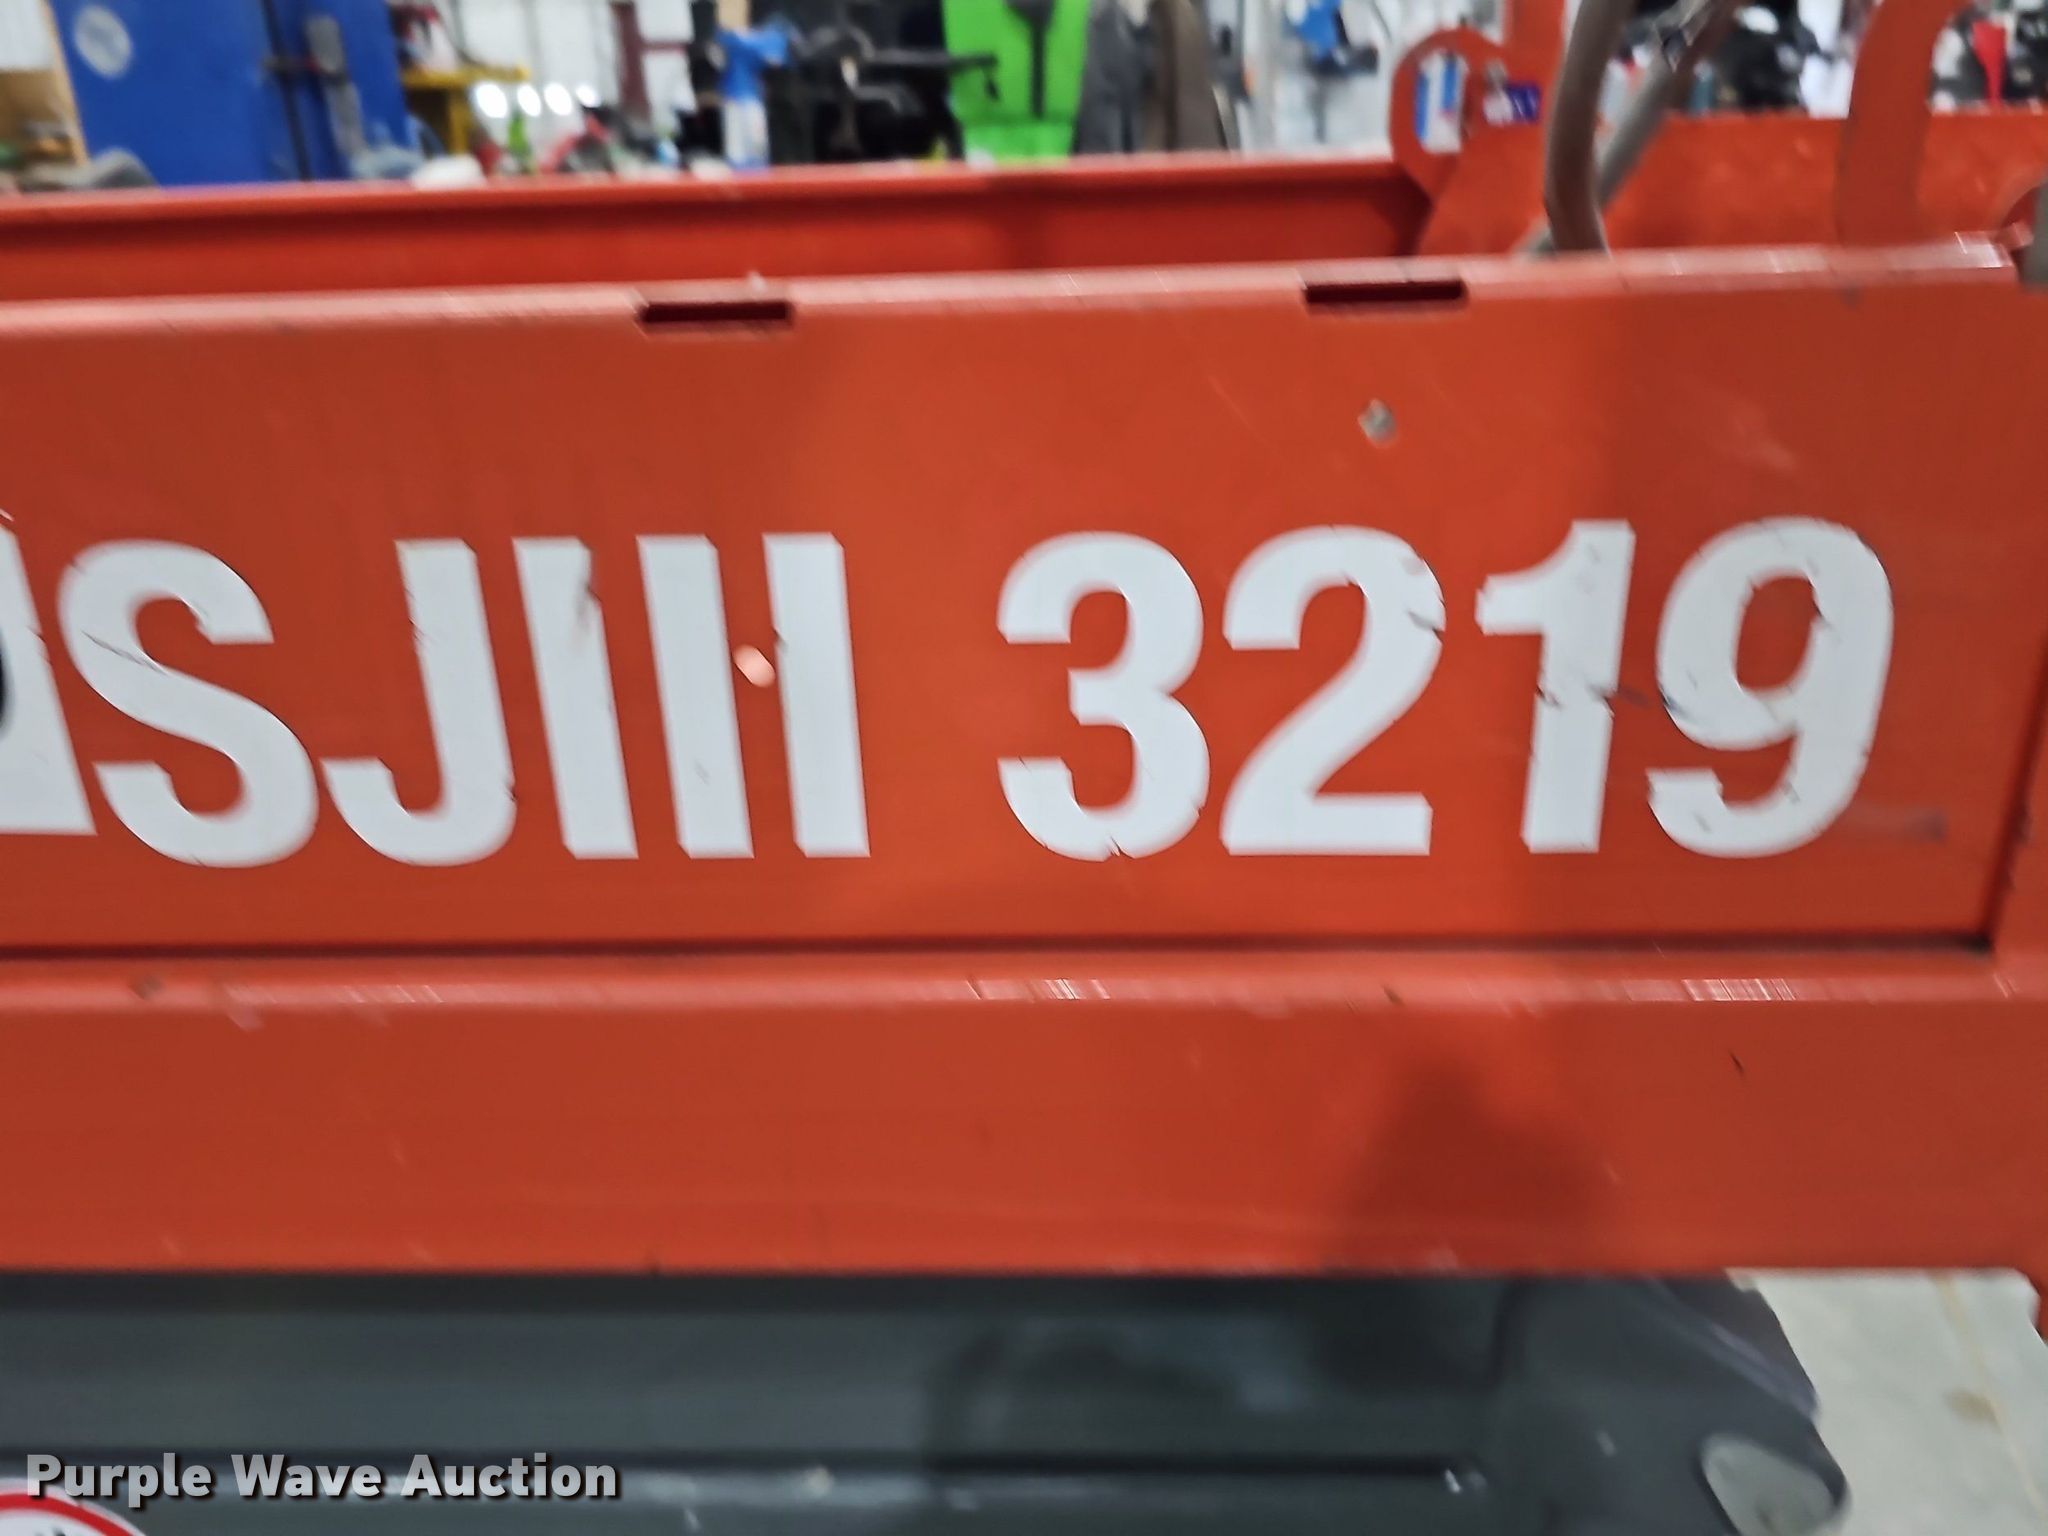 SJIII 3219
Purple Wave Auction